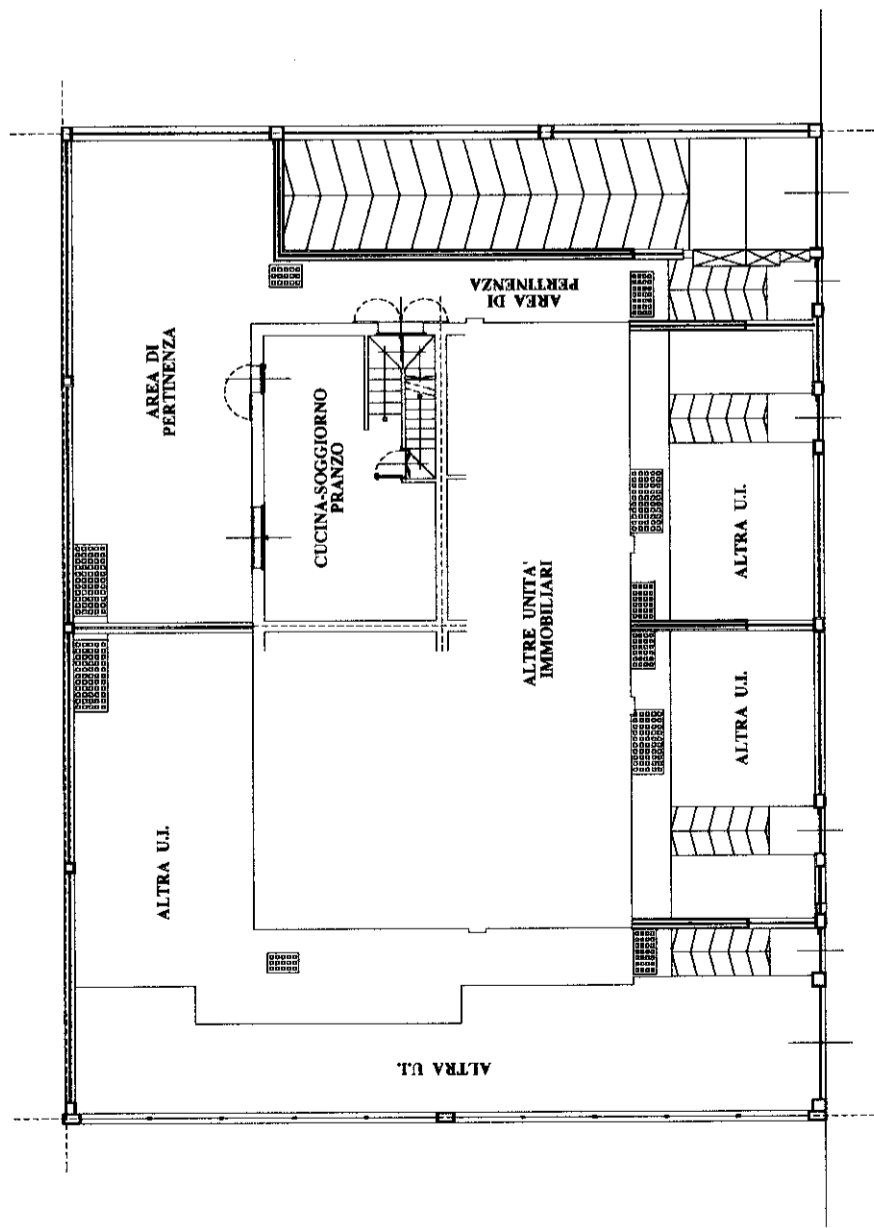 AREA DI
PERTINENZA
AREA DI
PERTINENZA
CUCINA-SOGGIORNO
PRANZO
ALTRE UNITA'
IMMOBILIARI
ALTRA U.I.
ALTRA U.I.
ALTRA U.I.
ALTRA U.I.